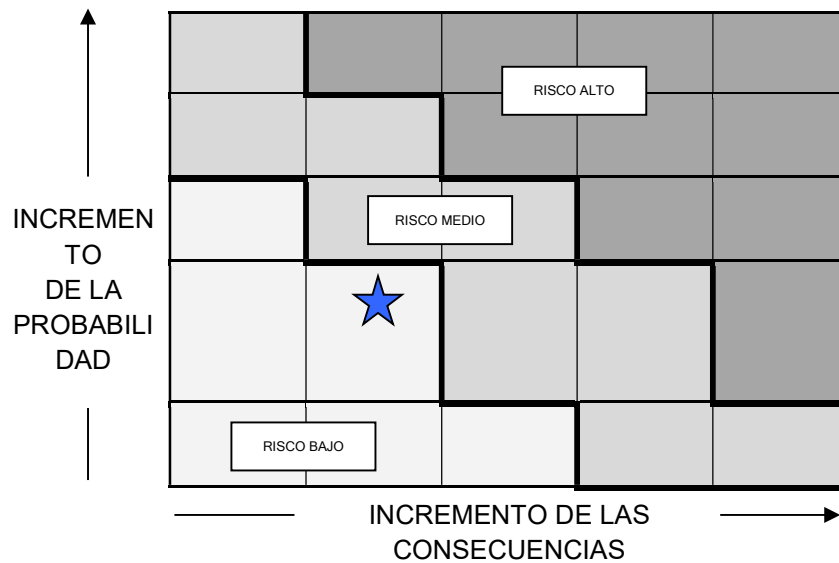 RISCO ALTO
RISCO MEDIO
INCREMEN
TO
DE LA
PROBABILI
DAD
RISCO BAJO
INCREMENTO DE LAS
CONSECUENCIAS